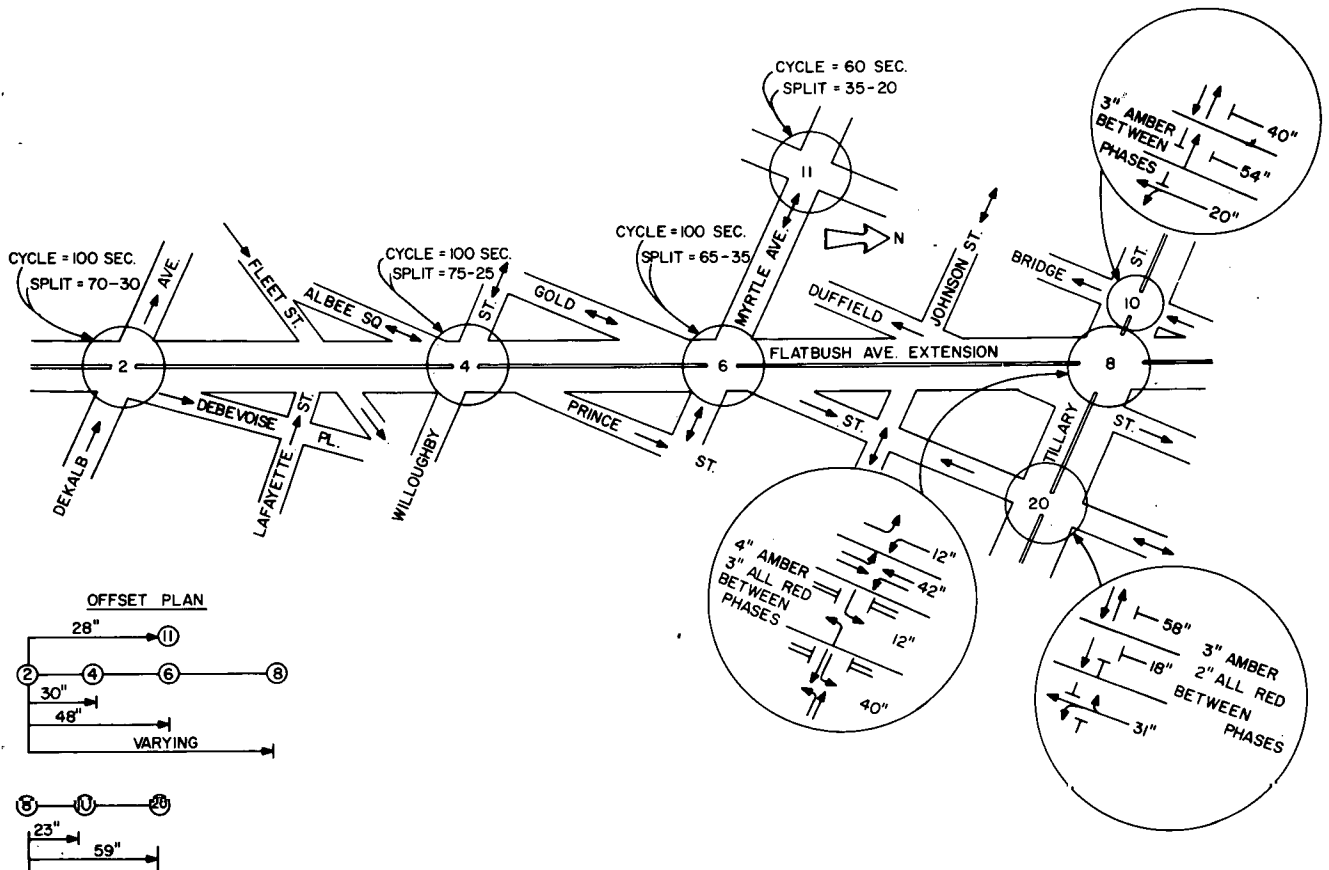 CYCLE = 60 SEC.
SPLIT = 35-20
11
3" AMBER
BETWEEN
PHASES
40"
54"
20"
N
CYCLE = 100 SEC.
SPLIT = 70-30
AVE.
FLEET ST.
ALBEE SQ
CYCLE = 100 SEC.
SPLIT = 75-25
ST.
GOLD
CYCLE = 100 SEC.
SPLIT = 65-35
MYRTLE AVE.
DUFFIELD
JOHNSON ST.
BRIDGE
ST.
10
2
4
6
FLATBUSH AVE. EXTENSION
8
DEKALB
DEBEVOISE
PL.
LAFAYETTE ST.
WILLOUGHBY
PRINCE
ST.
ST.
TILLARY
ST.
20
4" AMBER
3" ALL RED
BETWEEN
PHASES
12"
42"
12"
40"
58"
18"
31"
3" AMBER
2" ALL RED
BETWEEN
PHASES
OFFSET PLAN
28"
11
2 4 6 8
30"
48"
VARYING
8 20
23"
59"